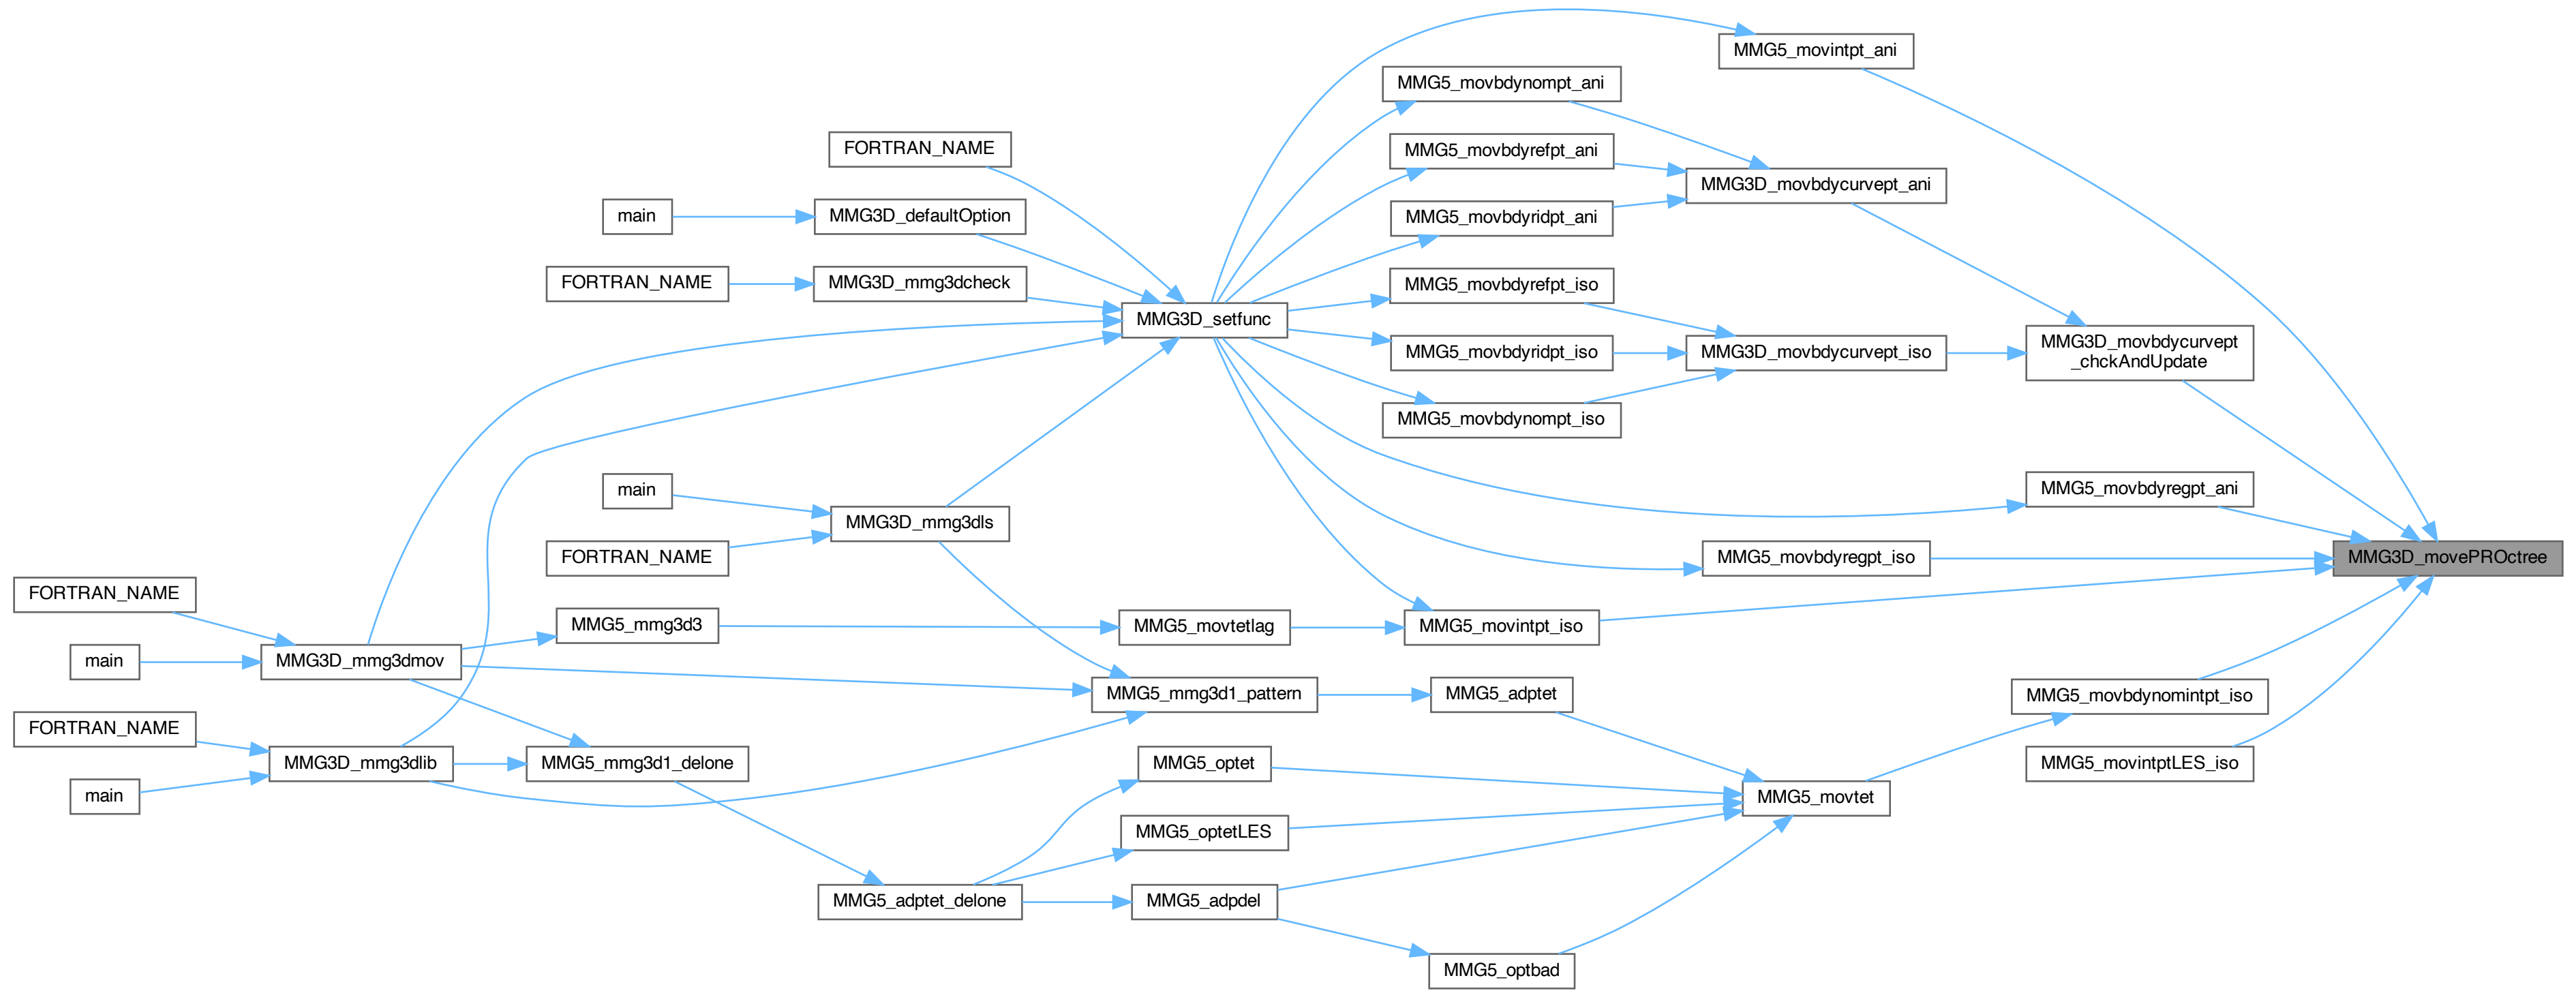 MMG5_movintpt_ani
MMG5_movbdynompt_ani
FORTRAN_NAME
MMG5_movbdyrefpt_ani
MMG3D_movbdycurvept_ani
main
MMG3D_defaultOption
MMG5_movbdyridpt_ani
FORTRAN_NAME
MMG3D_mmg3dcheck
MMG5_movbdyrefpt_iso
MMG3D_setfunc
MMG5_movbdyridpt_iso
MMG3D_movbdycurvept_iso
MMG3D_movbdycurvept
_chckAndUpdate
MMG5_movbdynompt_iso
main
MMG5_movbdyregpt_ani
MMG3D_mmg3dls
FORTRAN_NAME
MMG5_movbdyregpt_iso
MMG3D_movePROctree
FORTRAN_NAME
MMG5_mmg3d3
MMG5_movtetlag
MMG5_movintpt_iso
main
MMG3D_mmg3dmov
MMG5_mmg3d1_pattern
MMG5_adptet
MMG5_movbdynomintpt_iso
FORTRAN_NAME
MMG3D_mmg3dlib
MMG5_mmg3d1_delone
MMG5_optet
MMG5_movintptLES_iso
main
MMG5_movtet
MMG5_optetLES
MMG5_adptet_delone
MMG5_adpdel
MMG5_optbad